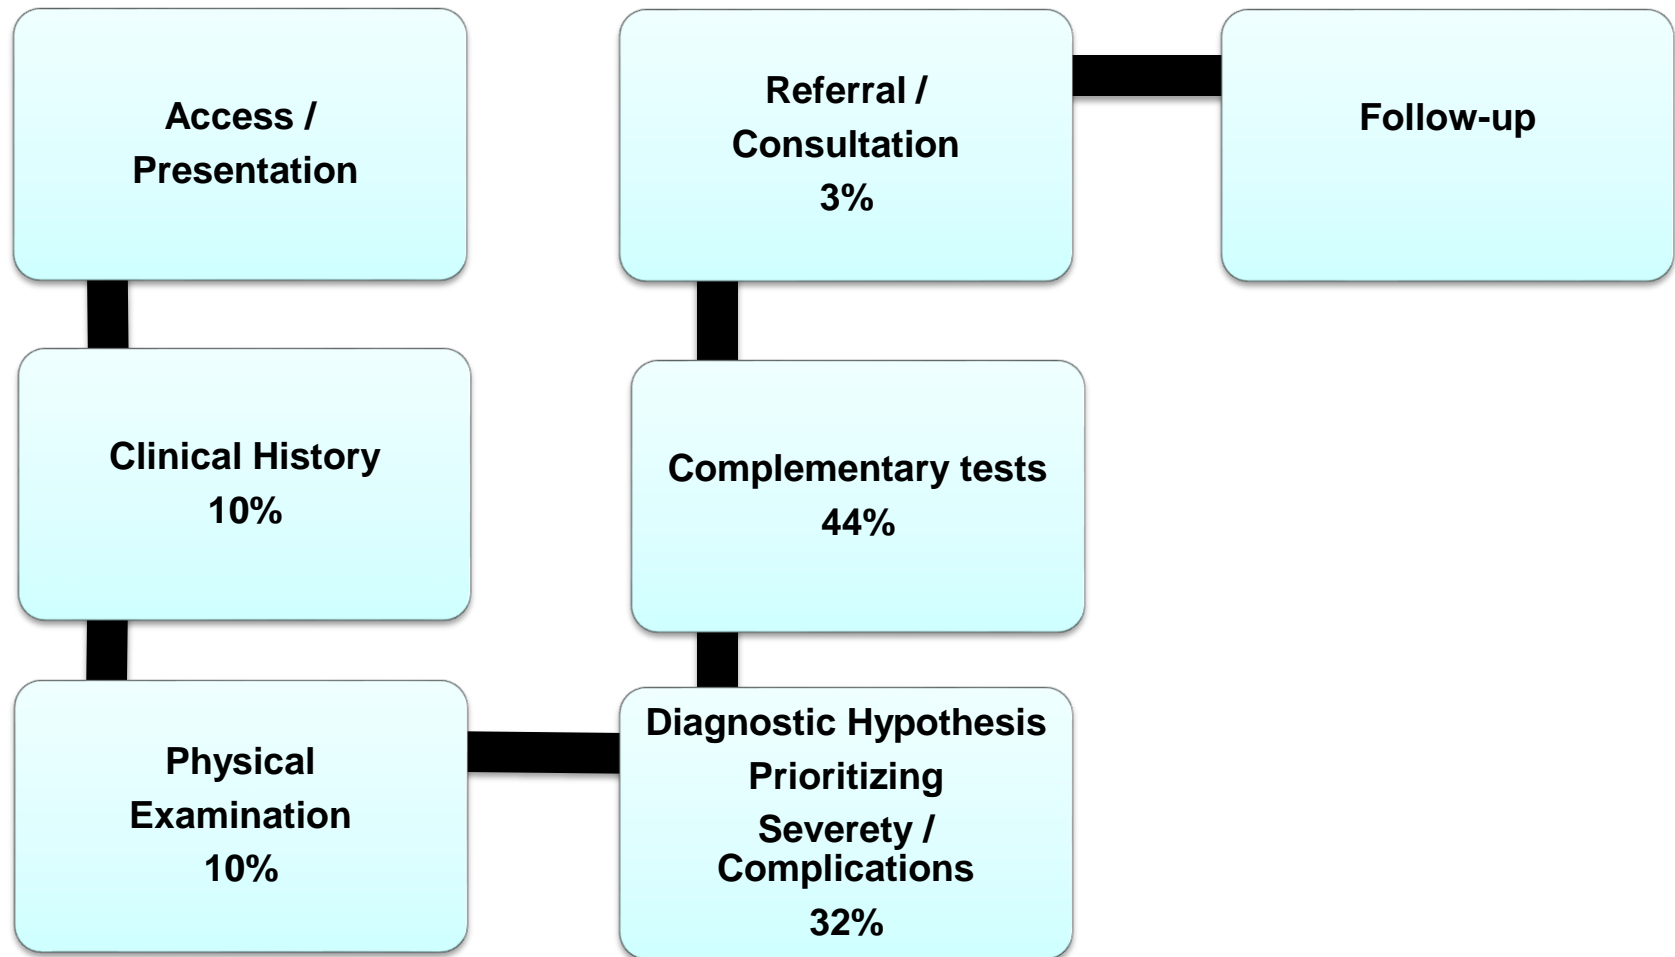 Access /
Presentation
Clinical History
10%
Physical
Examination
10%
Diagnostic Hypothesis
Prioritizing
Severety /
Complications
32%
Complementary tests
44%
Referral /
Consultation
3%
Follow-up